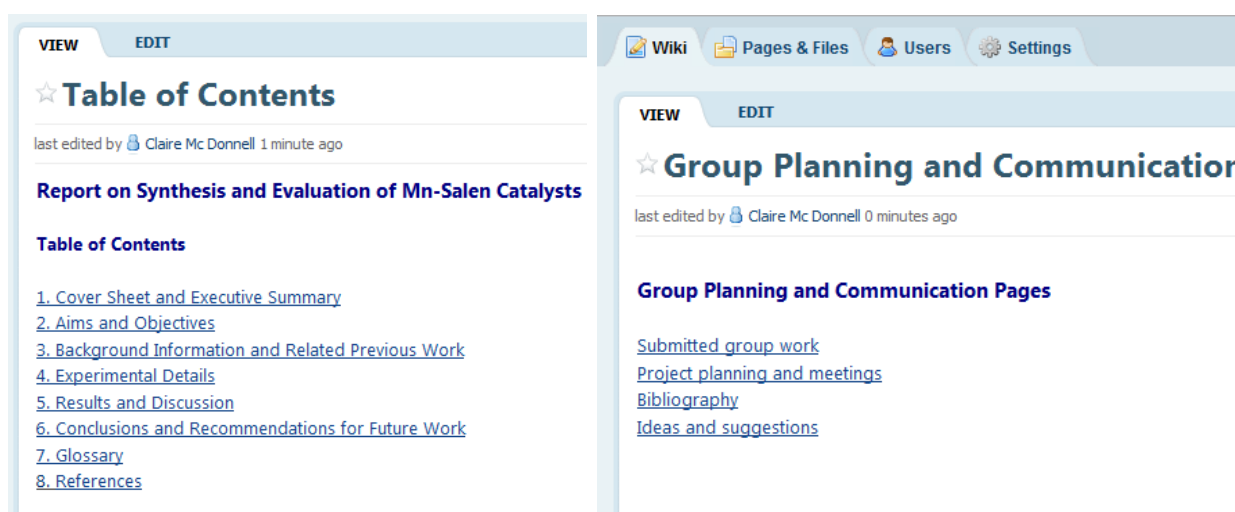 VIEW EDIT
Table of Contents
last edited by Claire Mc Donnell 1 minute ago
Report on Synthesis and Evaluation of Mn-Salen Catalysts
Table of Contents
1. Cover Sheet and Executive Summary
2. Aims and Objectives
3. Background Information and Related Previous Work
4. Experimental Details
5. Results and Discussion
6. Conclusions and Recommendations for Future Work
7. Glossary
8. References
Wiki Pages & Files Users Settings
VIEW EDIT
Group Planning and Communication
last edited by Claire Mc Donnell 0 minutes ago
Group Planning and Communication Pages
Submitted group work
Project planning and meetings
Bibliography
Ideas and suggestions